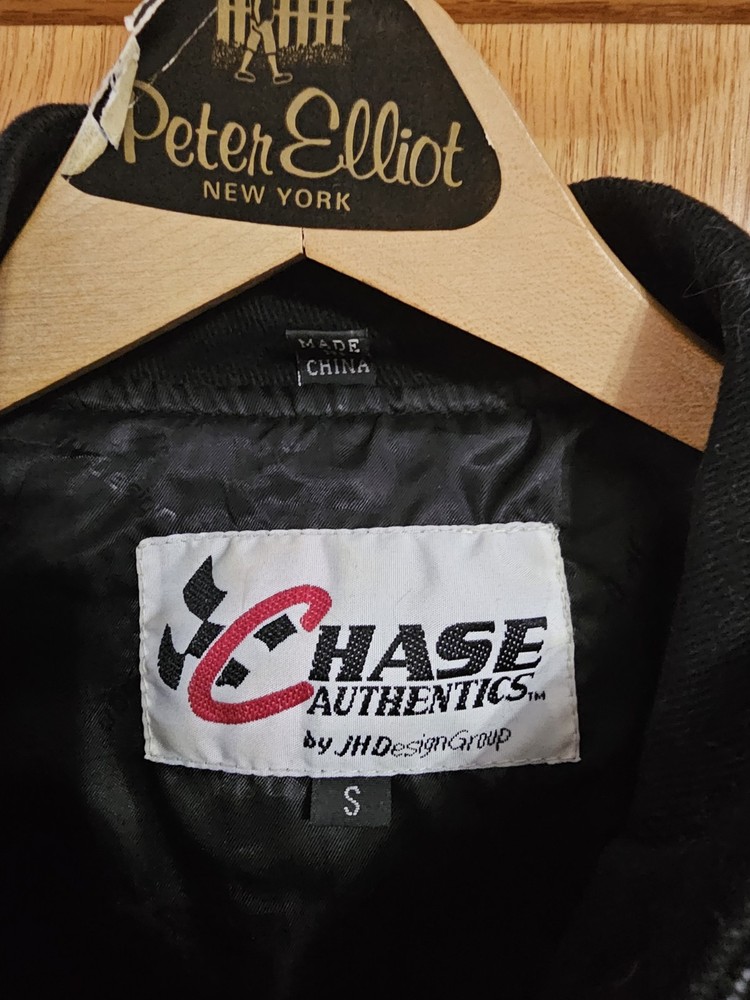 Peter Elliot
NEW YORK
MADE
CHINA
CHASE
AUTHENTICS™
by JHDesignGroup
S